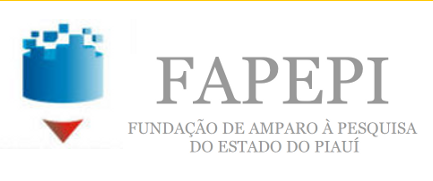 FAPEPI
FUNDAÇÃO DE AMPARO À PESQUISA
DO ESTADO DO PIAUÍ